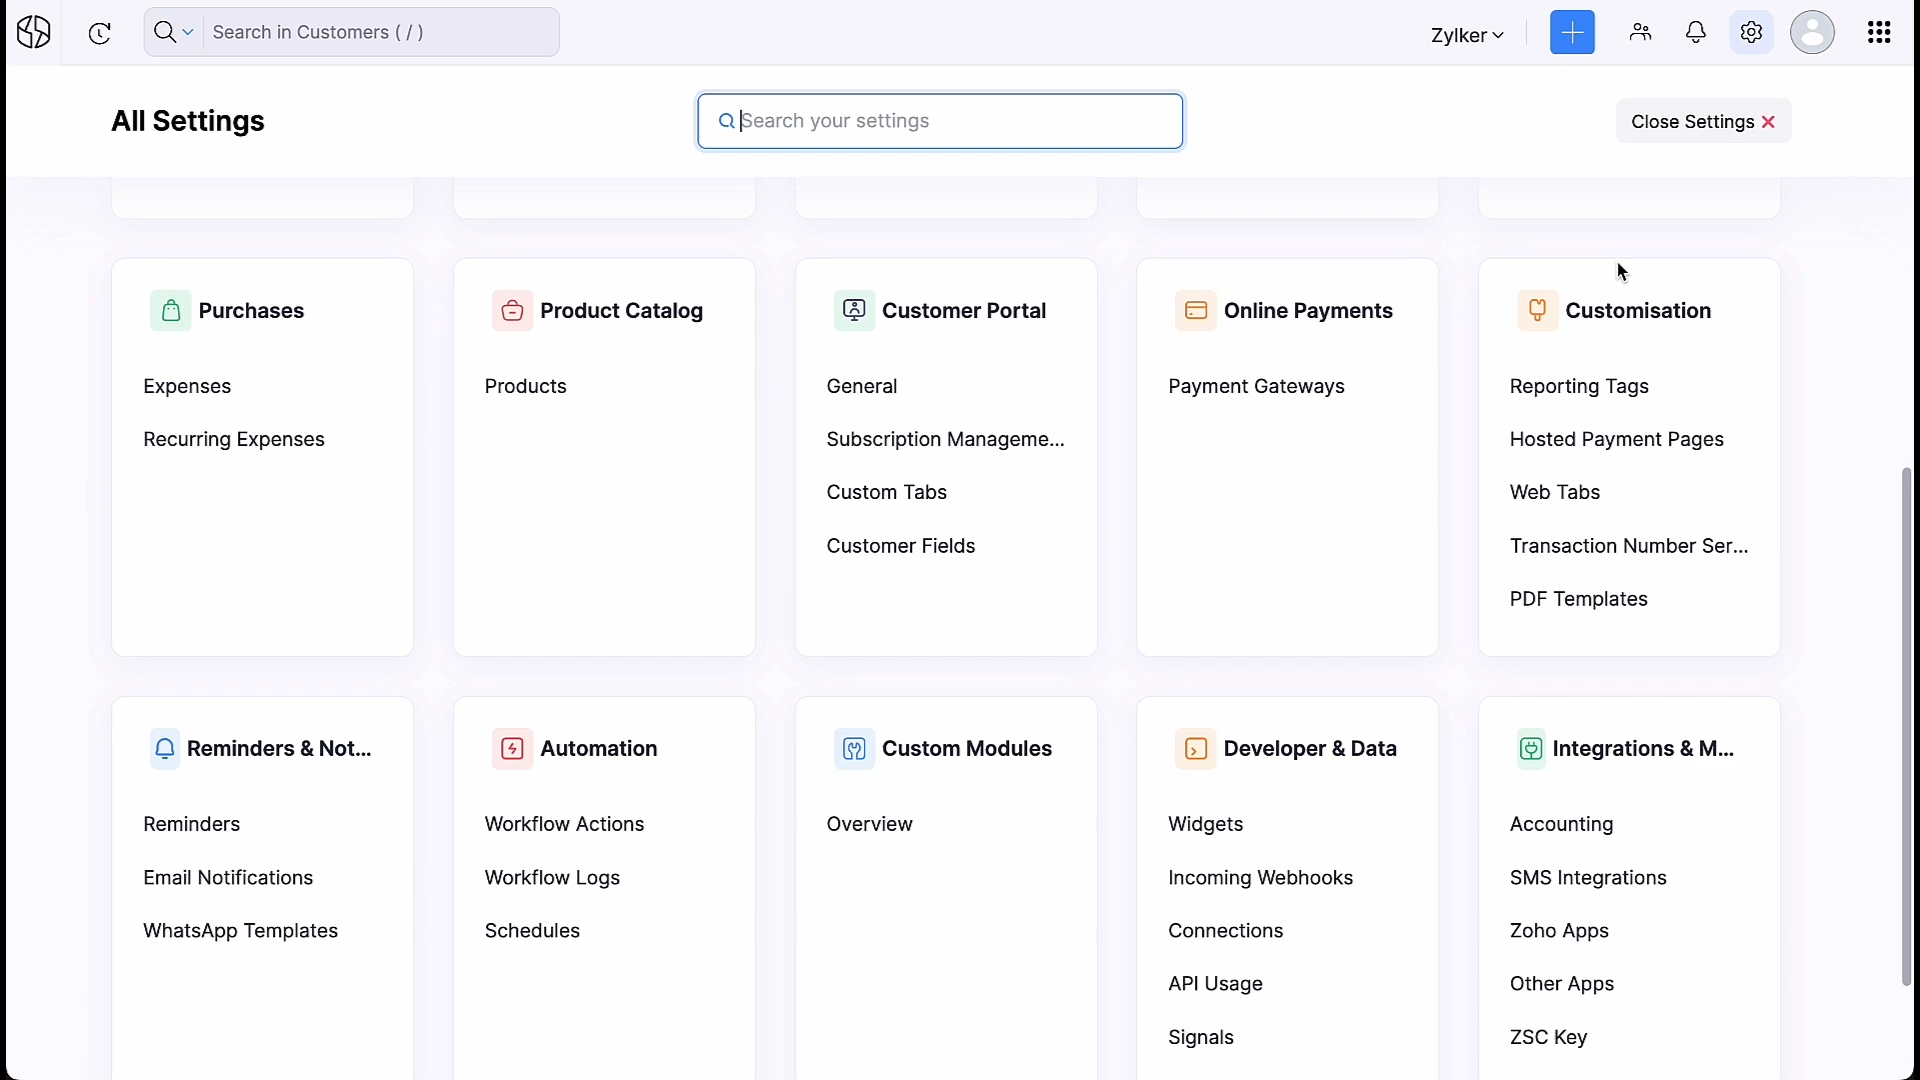 Search in Customers ( / )
Zylker
All Settings
Search your settings
Close Settings
Purchases
Expenses
Recurring Expenses
Product Catalog
Products
Customer Portal
General
Subscription Manageme...
Custom Tabs
Customer Fields
Online Payments
Payment Gateways
Customisation
Reporting Tags
Hosted Payment Pages
Web Tabs
Transaction Number Ser...
PDF Templates
Reminders & Not...
Reminders
Email Notifications
WhatsApp Templates
Automation
Workflow Actions
Workflow Logs
Schedules
Custom Modules
Overview
Developer & Data
Widgets
Incoming Webhooks
Connections
API Usage
Signals
Integrations & M...
Accounting
SMS Integrations
Zoho Apps
Other Apps
ZSC Key